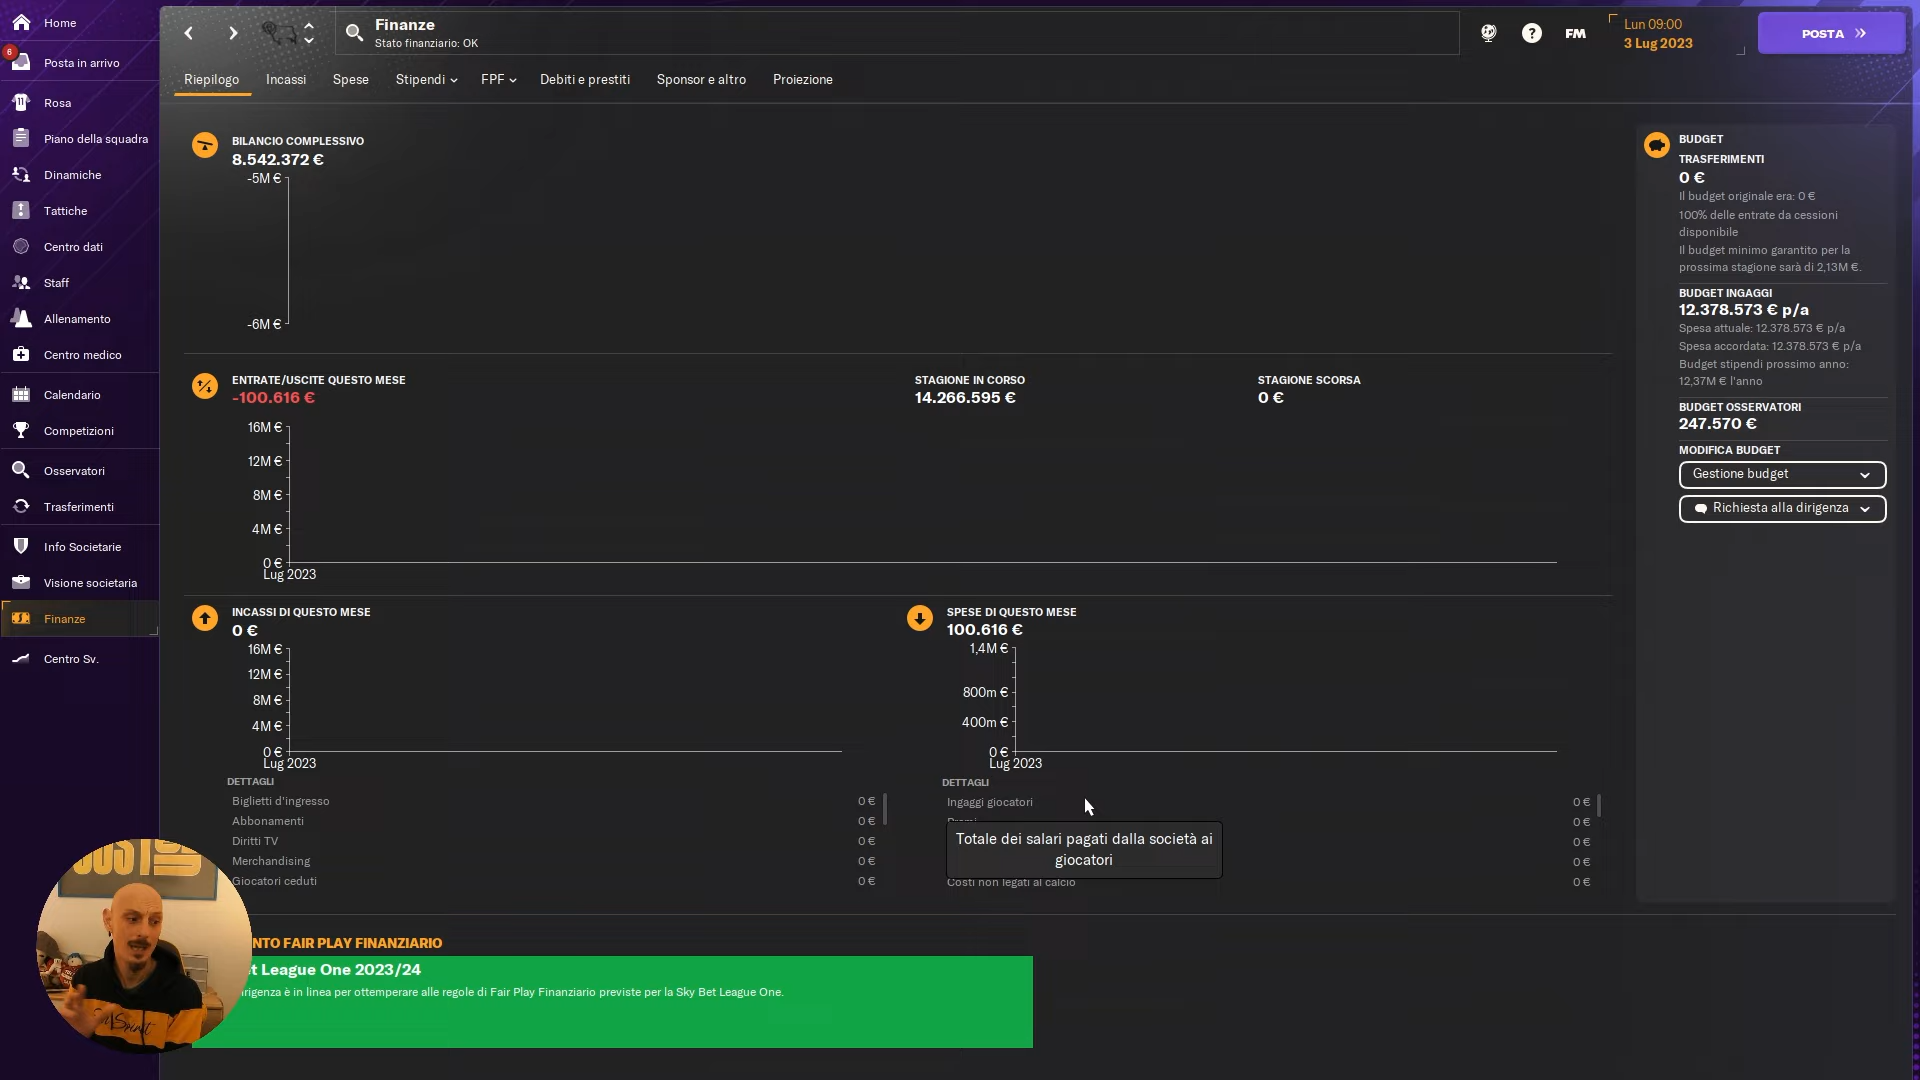 Home
6
Posta in arrivo
Rosa
Piano della squadra
Dinamiche
Tattiche
Centro dati
Staff
Allenamento
Centro medico
Calendario
Competizioni
Osservatori
Trasferimenti
Info Societarie
Visione societaria
Finanze
Centro Sv.
Finanze
Stato finanziario: OK
FM
Lun 09:00
3 Lug 2023
POSTA
Riepilogo
Incassi
Spese
Stipendi
FPF
Debiti e prestiti
Sponsor e altro
Proiezione
BILANCIO COMPLESSIVO
8.542.372 €
-5M €
-6M €
ENTRATE/USCITE QUESTO MESE
-100.616 €
STAGIONE IN CORSO
14.266.595 €
STAGIONE SCORSA
0 €
16M €
12M €
8M €
4M €
0 €
Lug 2023
INCASSI DI QUESTO MESE
0 €
16M €
12M €
8M €
4M €
0 €
Lug 2023
DETTAGLI
Biglietti d'ingresso 0 €
Abbonamenti 0 €
Diritti TV 0 €
Merchandising 0 €
Giocatori ceduti 0 €
SPESE DI QUESTO MESE
100.616 €
1,4M €
800m €
400m €
0 €
Lug 2023
DETTAGLI
Ingaggi giocatori 0 €
0 €
0 €
0 €
Totale dei salari pagati dalla società ai
giocatori
Costi non legati al calcio 0 €
NTO FAIR PLAY FINANZIARIO
t League One 2023/24
irigenza è in linea per ottemperare alle regole di Fair Play Finanziario previste per la Sky Bet League One.
BUDGET
TRASFERIMENTI
0 €
Il budget originale era: 0 €
100% delle entrate da cessioni
disponibile
Il budget minimo garantito per la
prossima stagione sarà di 2,13M €.
BUDGET INGAGGI
12.378.573 € p/a
Spesa attuale: 12.378.573 € p/a
Spesa accordata: 12.378.573 € p/a
Budget stipendi prossimo anno:
12,37M € l'anno
BUDGET OSSERVATORI
247.570 €
MODIFICA BUDGET
Gestione budget
Richiesta alla dirigenza